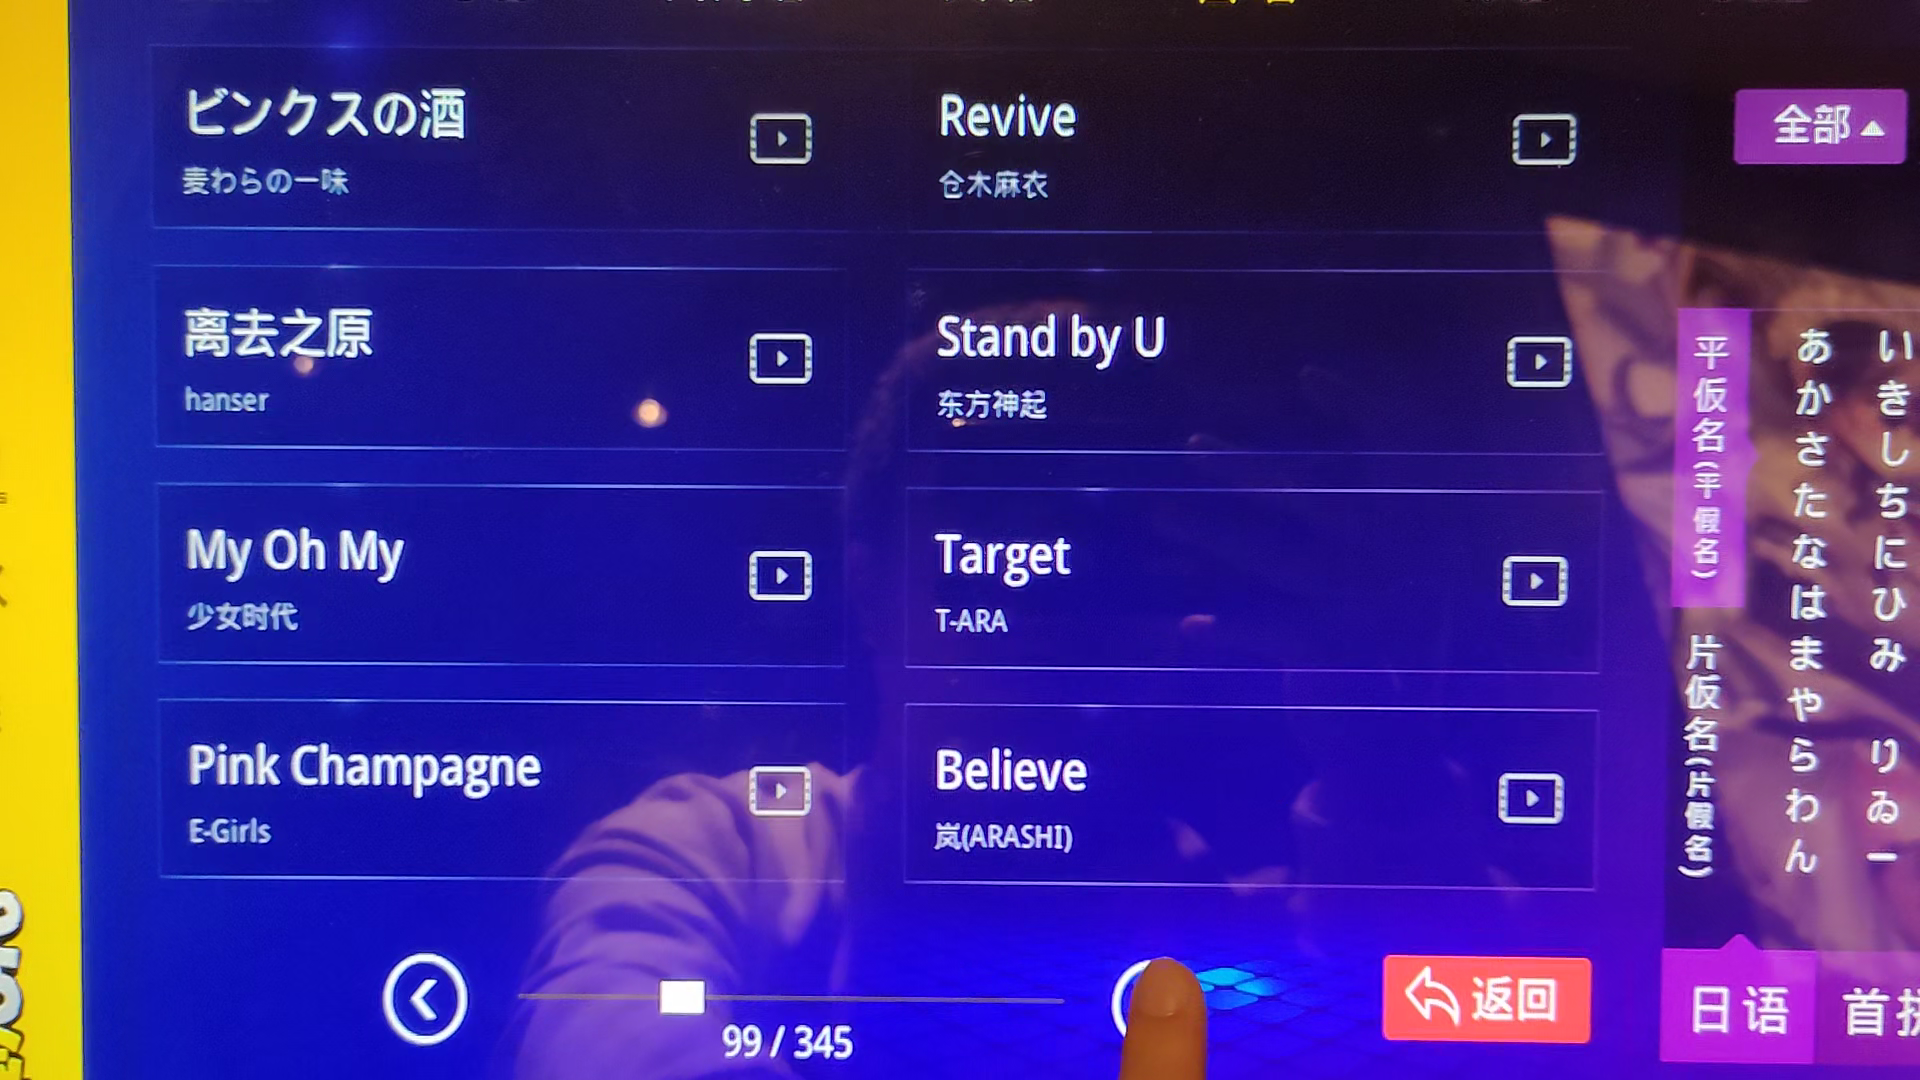 ビンクスの酒
麦わらの一味
Revive
仓木麻衣
全部
离去之原
hanser
Stand by U
东方神起
My Oh My
少女时代
Target
T-ARA
Pink Champagne
E-Girls
Believe
岚(ARASHI)
平仮名(平假名)
片仮名(片假名)
あかさたなはまやらわん
いきしちにひみ りゐー
99 / 345
返回
日语
首拼